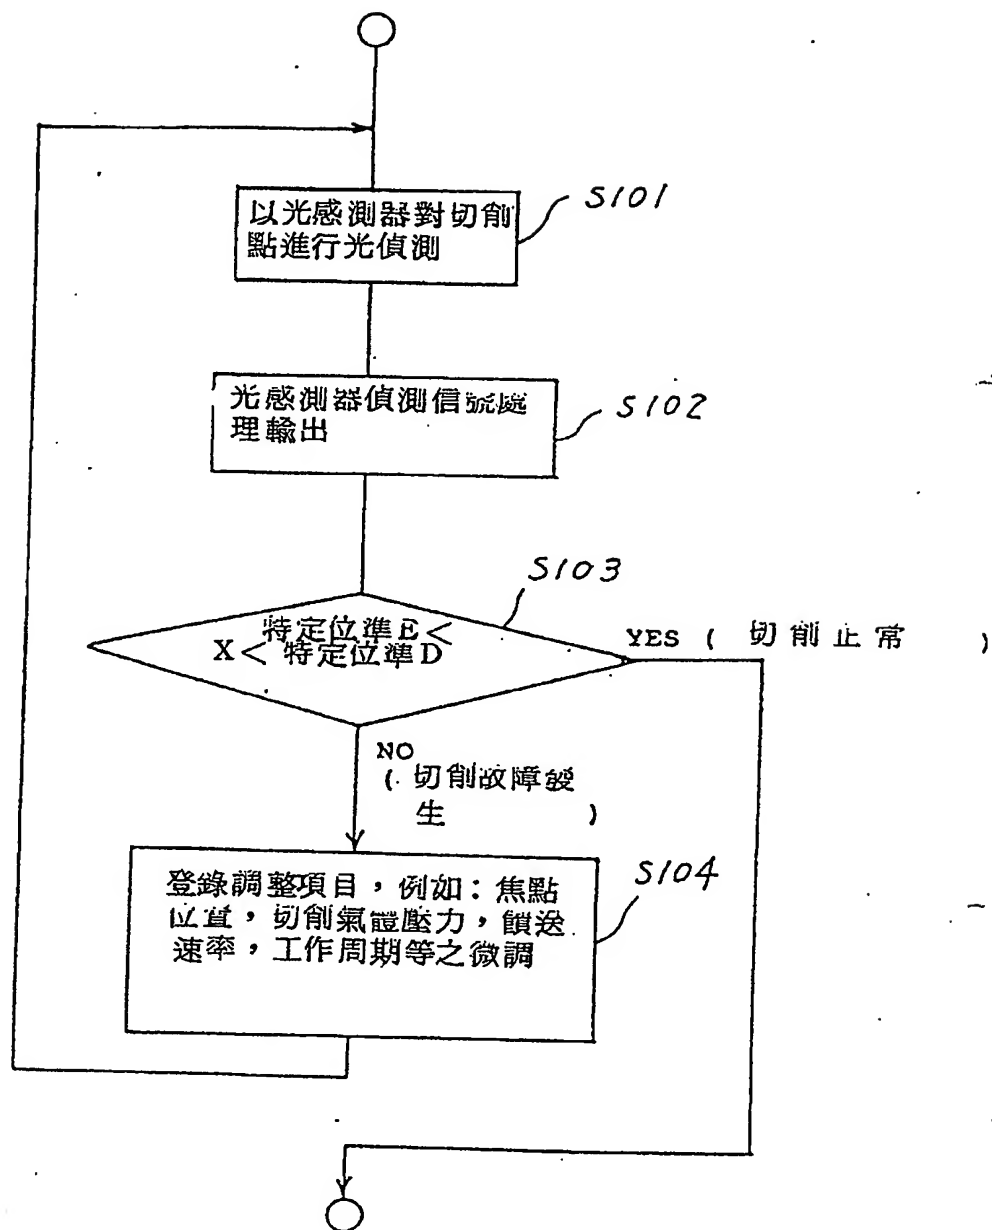 以光感測器對切削
S101
點進行光偵測
光感測器偵測信號處
S102
理輸出
S103
特定位準E<
X< 特定位準D
YES ( 切削正常 )
NO
( 切削故障發
生 )
登錄調整項目，例如：焦點
S104
位置，切削氣體壓力，饋送
速率，工作周期等之微調